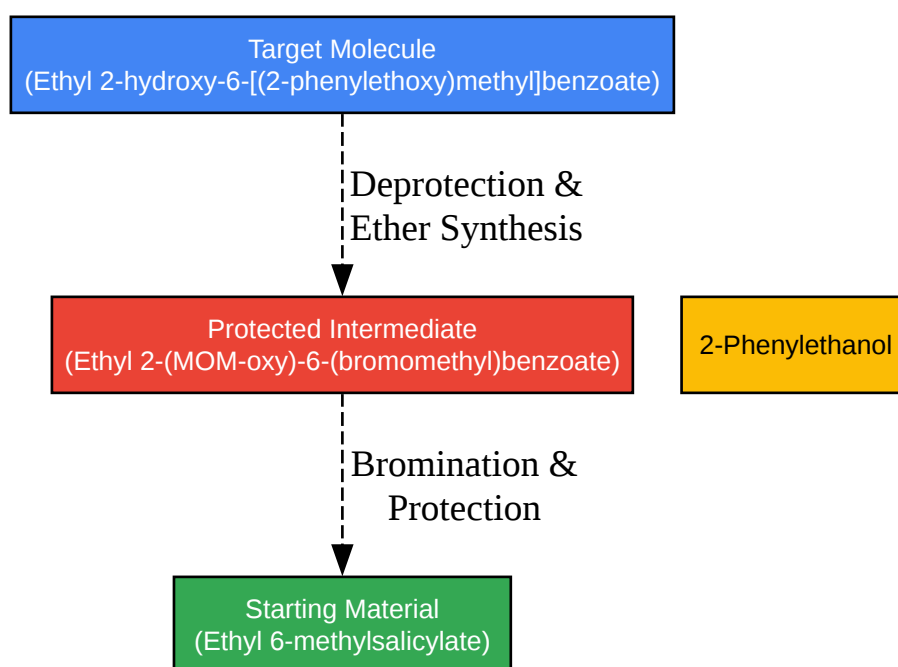 Target Molecule
(Ethyl 2-hydroxy-6-[(2-phenylethoxy)methyl]benzoate)
Deprotection &
Ether Synthesis
Protected Intermediate
(Ethyl 2-(MOM-oxy)-6-(bromomethyl)benzoate)
2-Phenylethanol
Bromination &
Protection
Starting Material
(Ethyl 6-methylsalicylate)